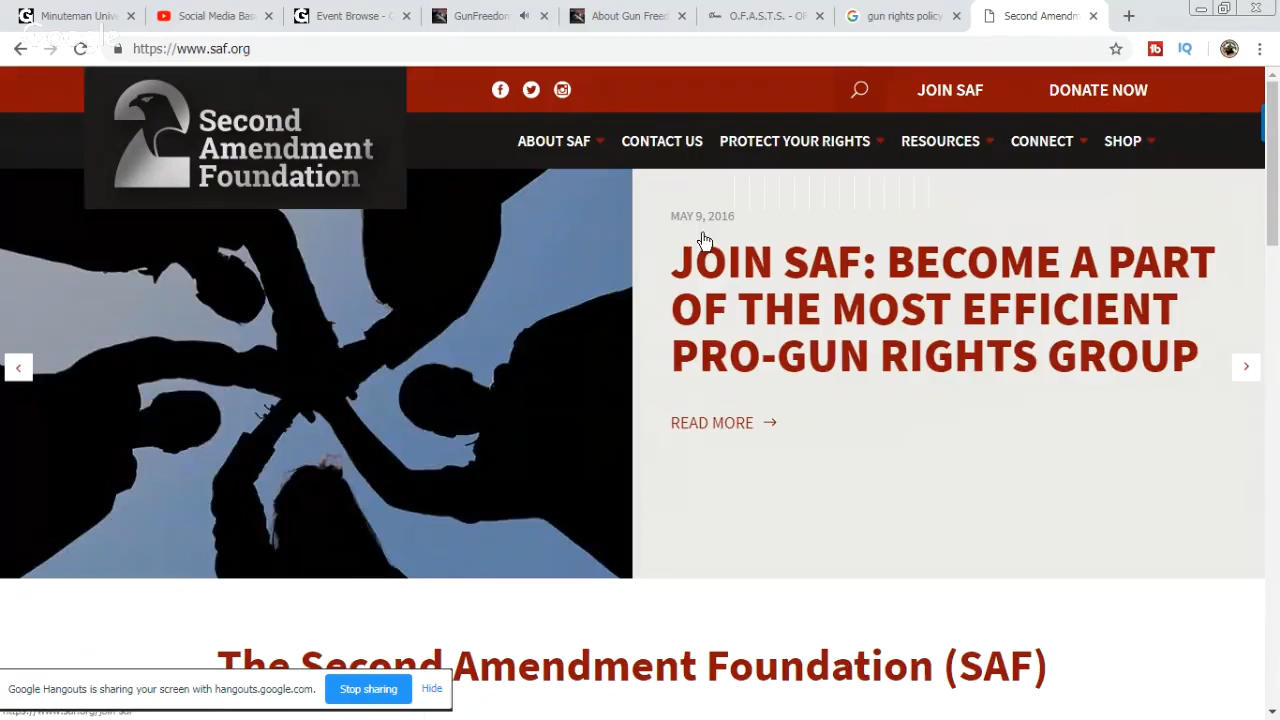 Minuteman Unive
Social Media Bas
Event Browse - G
GunFreedom
About Gun Freed
O.F.A.S.T.S. - OF
gun rights policy
Second Amendm
Google
https://www.saf.org
JOIN SAF
DONATE NOW
Second
Amendment
Foundation
ABOUT SAF
CONTACT US
PROTECT YOUR RIGHTS
RESOURCES
CONNECT
SHOP
MAY 9, 2016
JOIN SAF: BECOME A PART
OF THE MOST EFFICIENT
PRO-GUN RIGHTS GROUP
READ MORE
The Second Amendment Foundation (SAF)
Google Hangouts is sharing your screen with hangouts.google.com.
Stop sharing
Hide